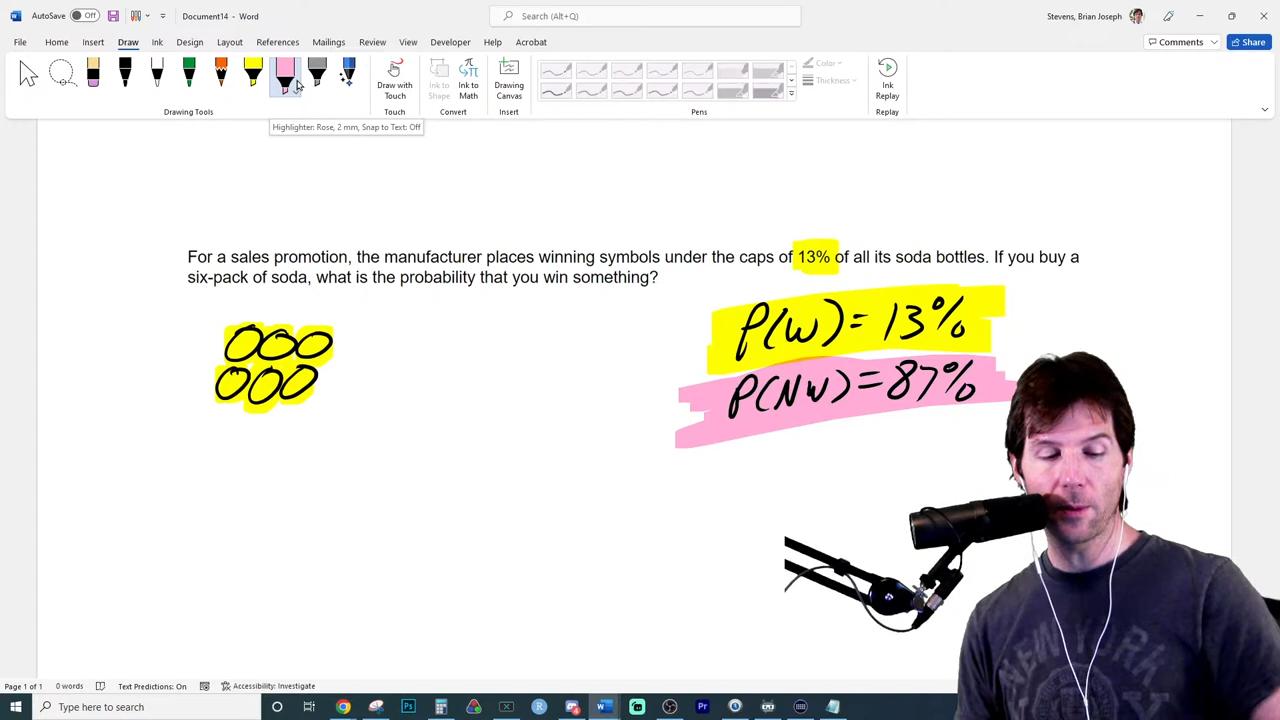 AutoSave Off Document14 - Word Search (Alt+Q) Stevens, Brian Joseph
File Home Insert Draw Ink Design Layout References Mailings Review View Developer Help Acrobat Comments Share
Draw with Touch
Ink to Shape
Ink to Math
Drawing Canvas
Color
Thickness
Ink Replay
Drawing Tools Touch Convert Insert Pens Replay
Highlighter: Rose, 2 mm, Snap to Text: Off
For a sales promotion, the manufacturer places winning symbols under the caps of 13% of all its soda bottles. If you buy a
six-pack of soda, what is the probability that you win something?
P(W) = 13%
P(NW) = 87%
NEW YORK
Page 1 of 1 0 words Text Predictions: On Accessibility: Investigate
Type here to search